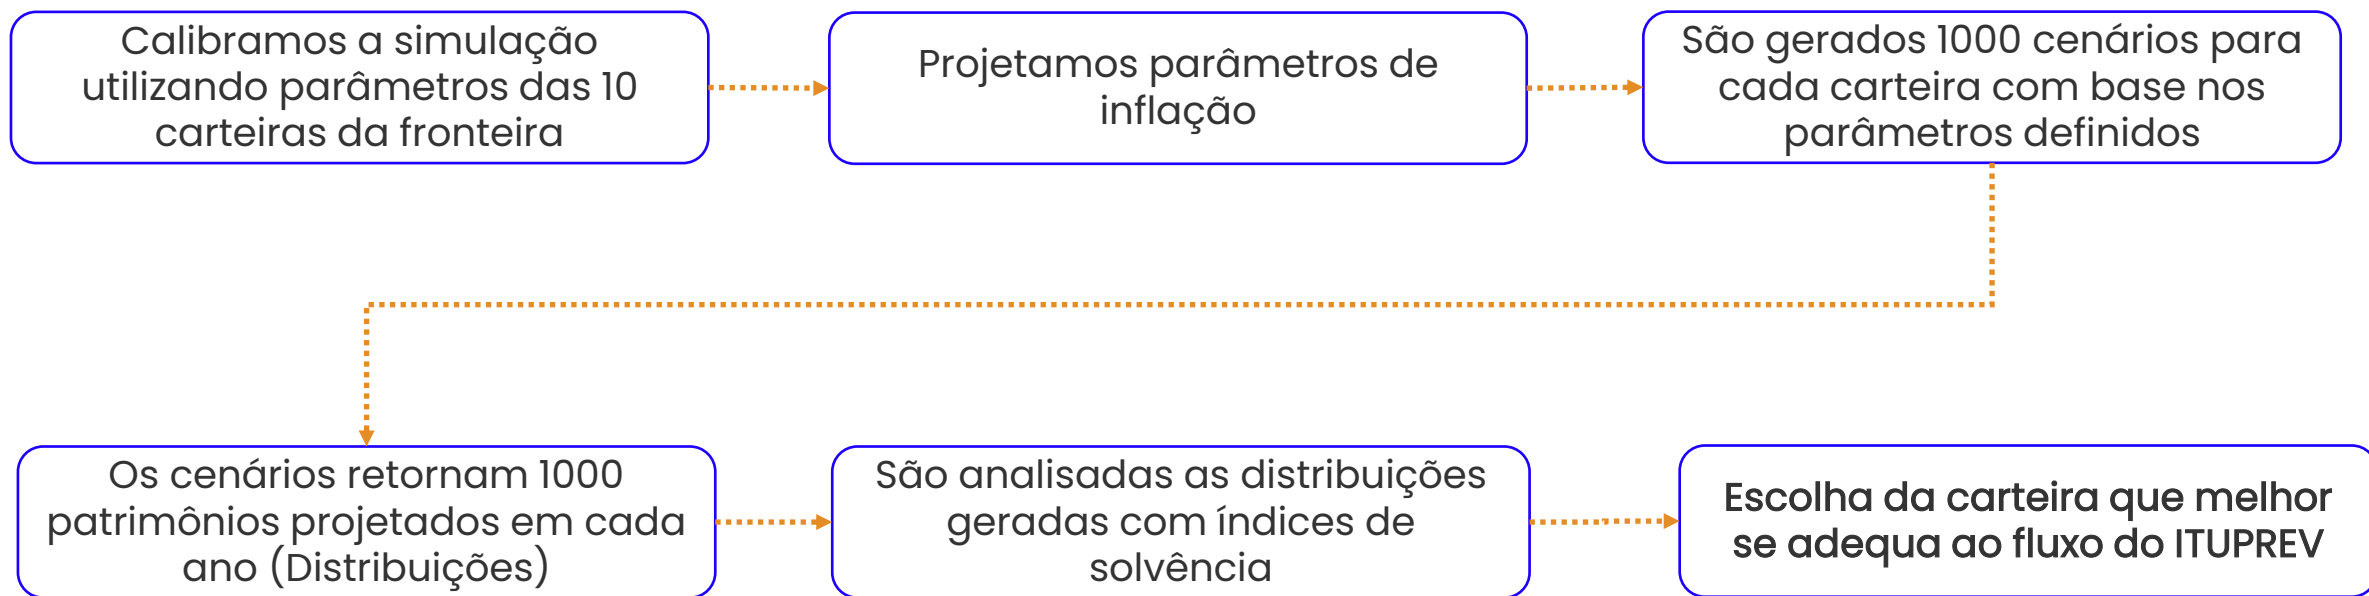 Calibramos a simulação
utilizando parâmetros das 10
carteiras da fronteira
Projetamos parâmetros de
inflação
São gerados 1000 cenários para
cada carteira com base nos
parâmetros definidos
Os cenários retornam 1000
patrimônios projetados em cada
ano (Distribuições)
São analisadas as distribuições
geradas com índices de
solvência
Escolha da carteira que melhor
se adequa ao fluxo do ITUPREV